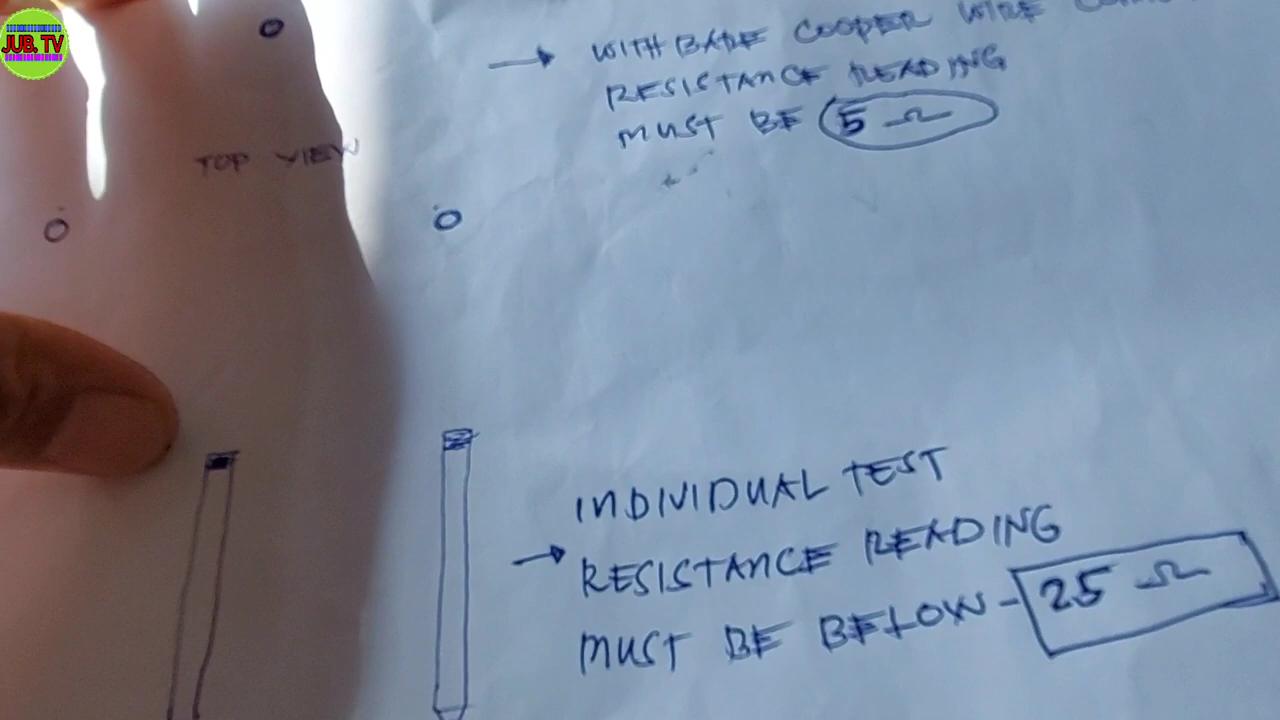 JUB.TV
WITH BARE COOPER WIRE
RESISTANCE READING
MUST BE 5 Ω
TOP VIEW
INDIVIDUAL TEST
RESISTANCE READING
MUST BE BELOW - 25 Ω